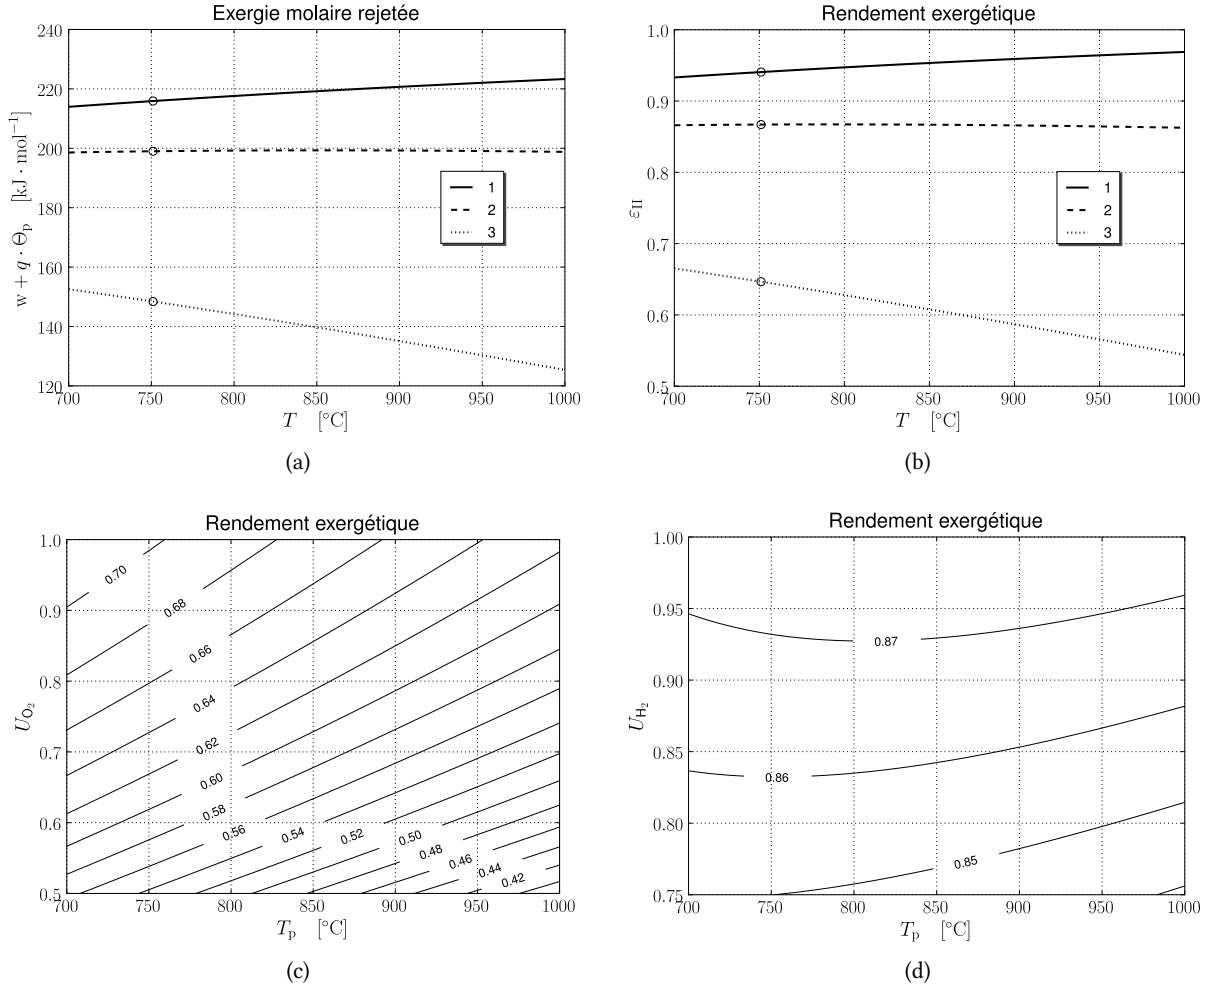 Exergie molaire rejetée
240
220
200
180
160
140
120
w + q · Θp [kJ · mol−1]
1
2
3
700 750 800 850 900 950 1000
T [°C]
(a)
Rendement exergétique
1.0
0.9
0.8
0.7
0.6
0.5
εII
1
2
3
700 750 800 850 900 950 1000
T [°C]
(b)
Rendement exergétique
1.0
0.9
0.8
0.7
0.6
0.5
UO2
0.70
0.68
0.66
0.64
0.62
0.60
0.58
0.56
0.54
0.52
0.50
0.48
0.46
0.44
0.42
700 750 800 850 900 950 1000
Tp [°C]
(c)
Rendement exergétique
1.00
0.95
0.90
0.85
0.80
0.75
UH2
0.87
0.86
0.85
700 750 800 850 900 950 1000
Tp [°C]
(d)